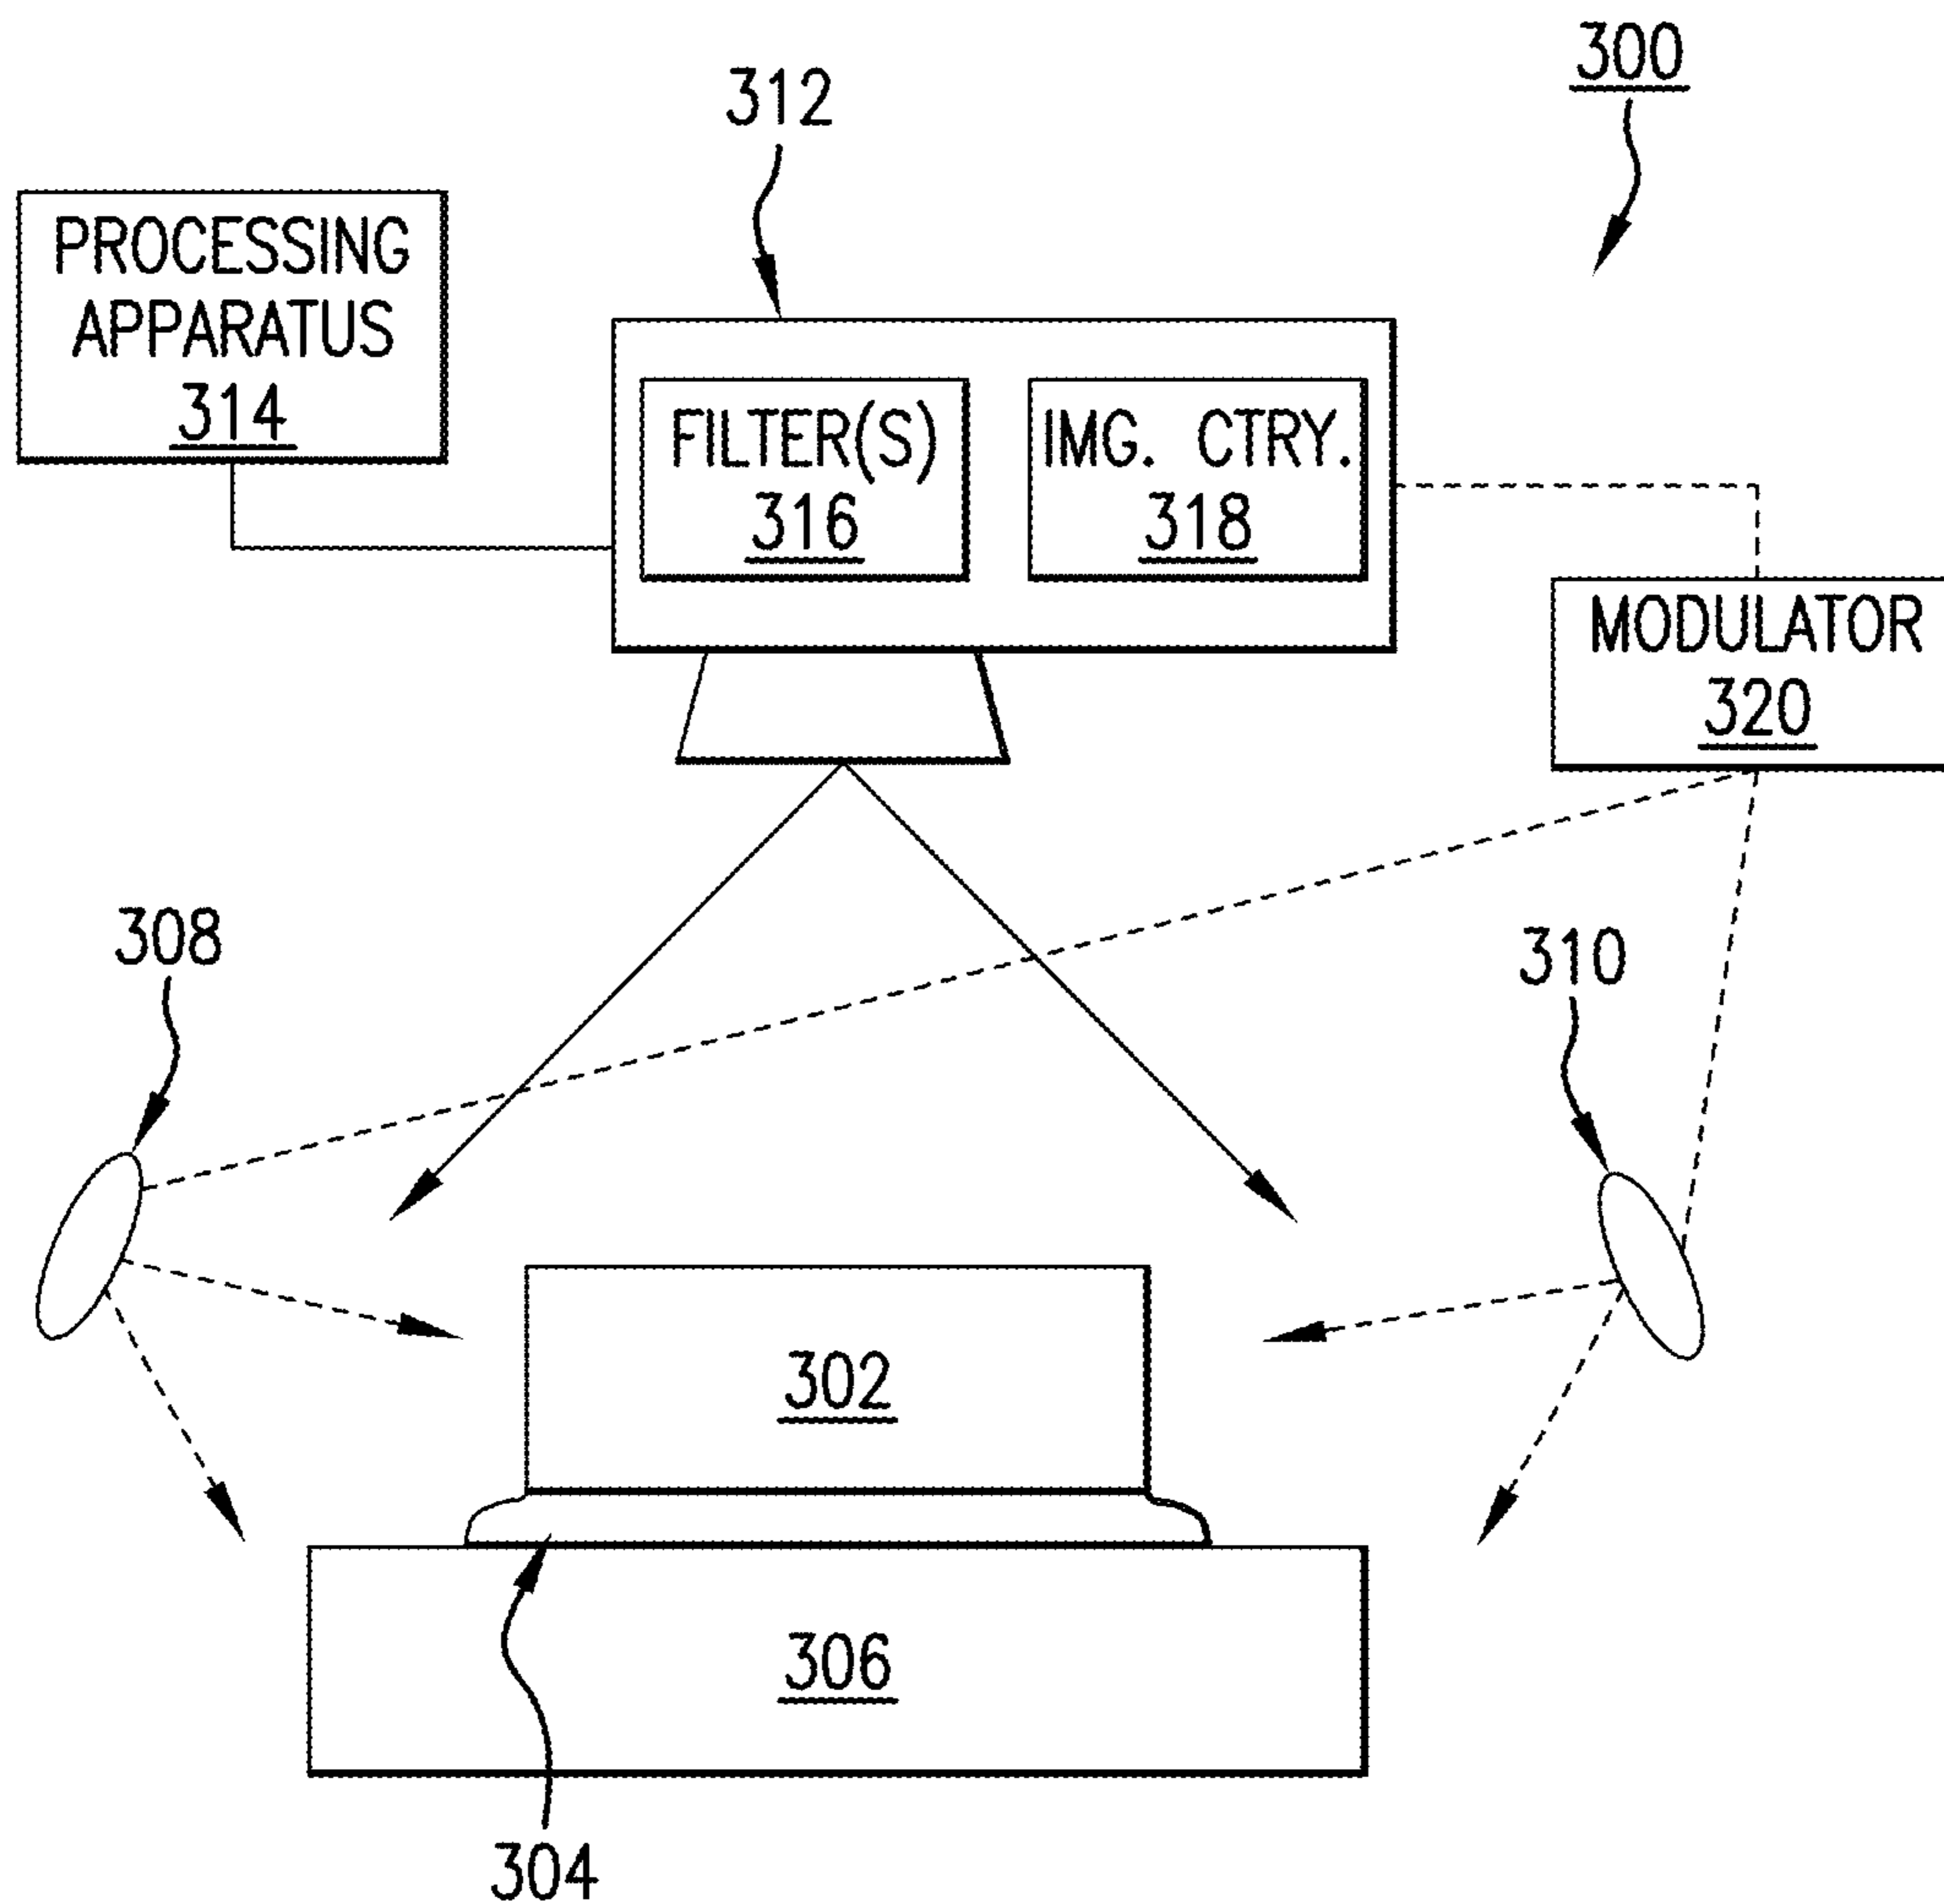 300
312
PROCESSING
APPARATUS
314
FILTER(S)
316
IMG. CTRY.
318
MODULATOR
320
308
310
302
306
304